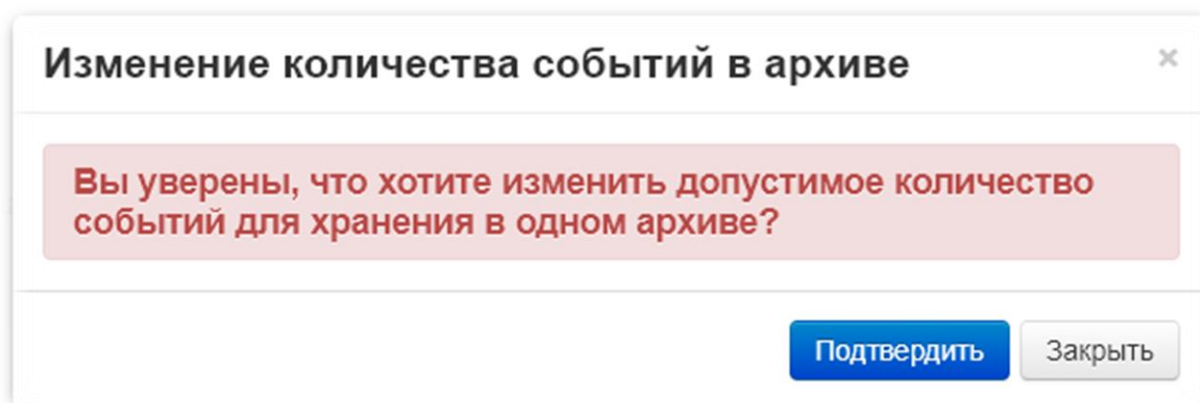 Изменение количества событий в архиве
×
Вы уверены, что хотите изменить допустимое количество
событий для хранения в одном архиве?
Подтвердить Закрыть